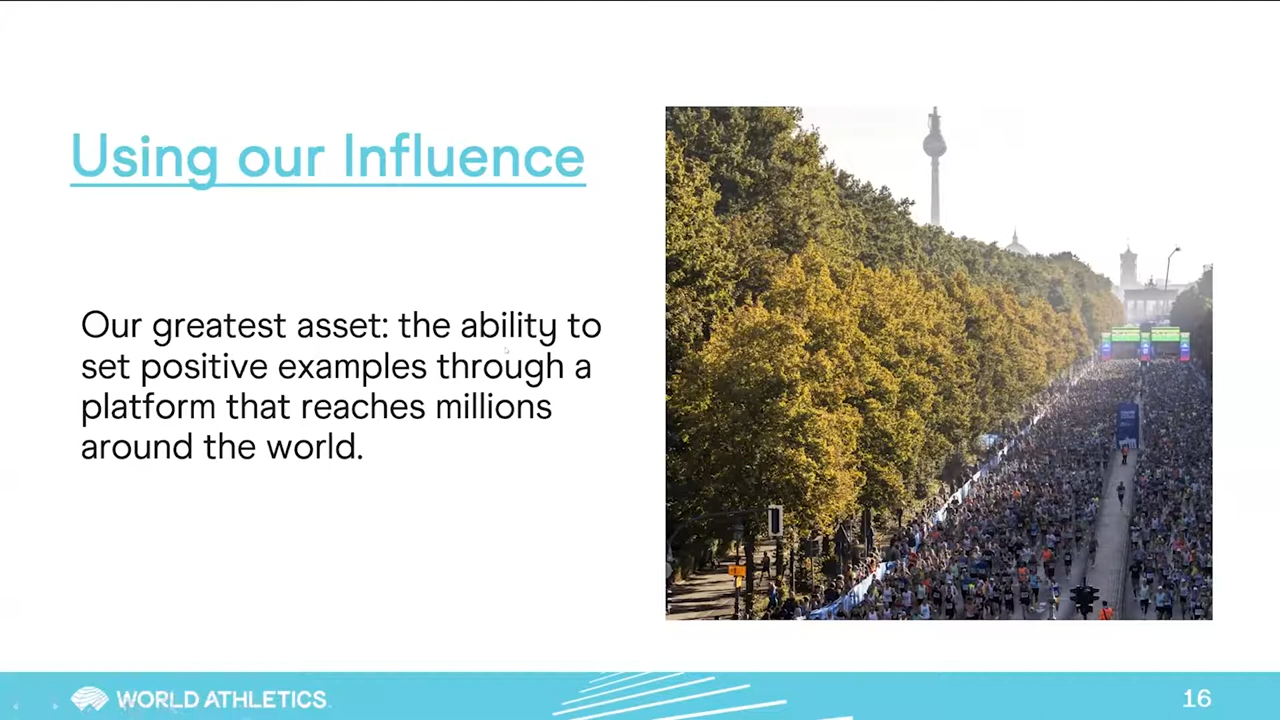 Using our Influence
Our greatest asset: the ability to
set positive examples through a
platform that reaches millions
around the world.
WORLD ATHLETICS
16